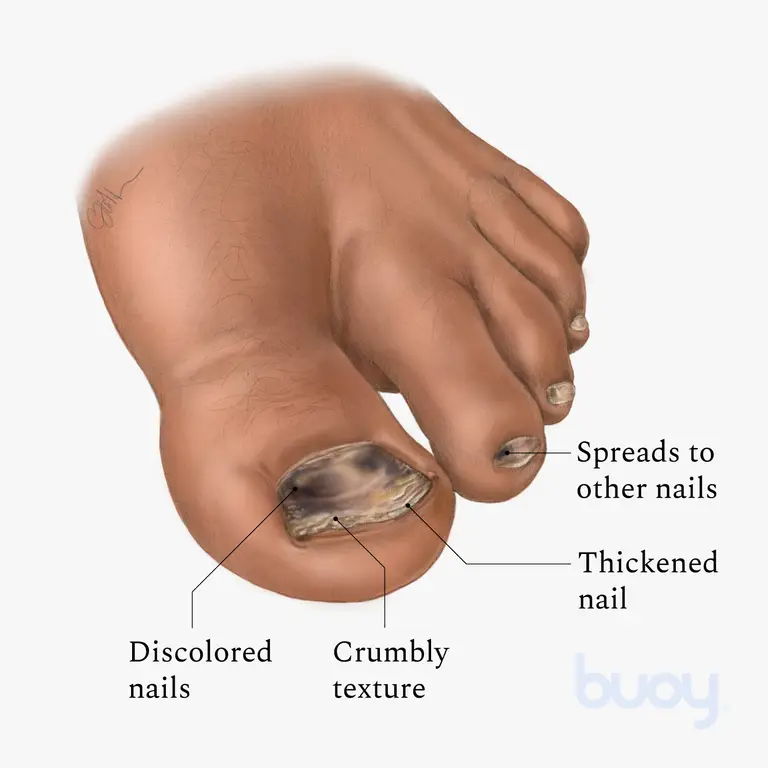 Spreads to
other nails
Thickened
nail
Discolored
nails
Crumbly
texture
buoy